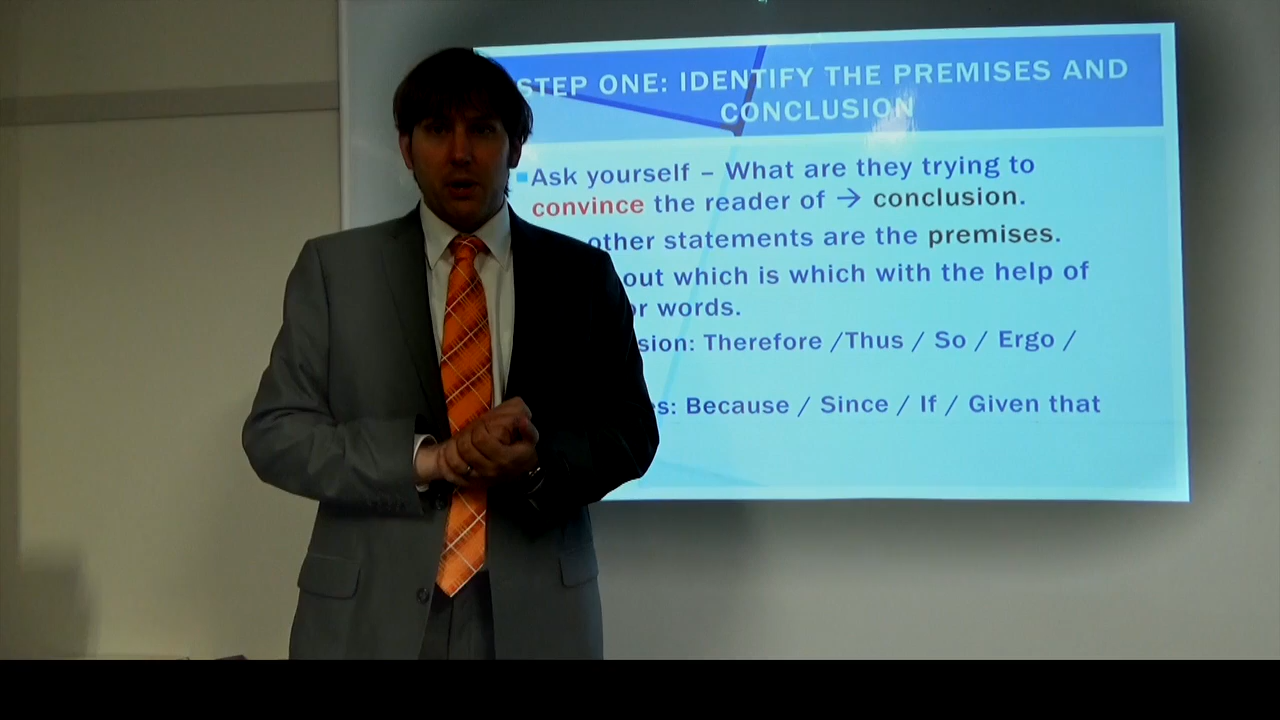 STEP ONE: IDENTIFY THE PREMISES AND
CONCLUSION
Ask yourself – What are they trying to
convince the reader of → conclusion.
other statements are the premises.
out which is which with the help of
words.
Therefore /Thus / So / Ergo /
Because / Since / If / Given that